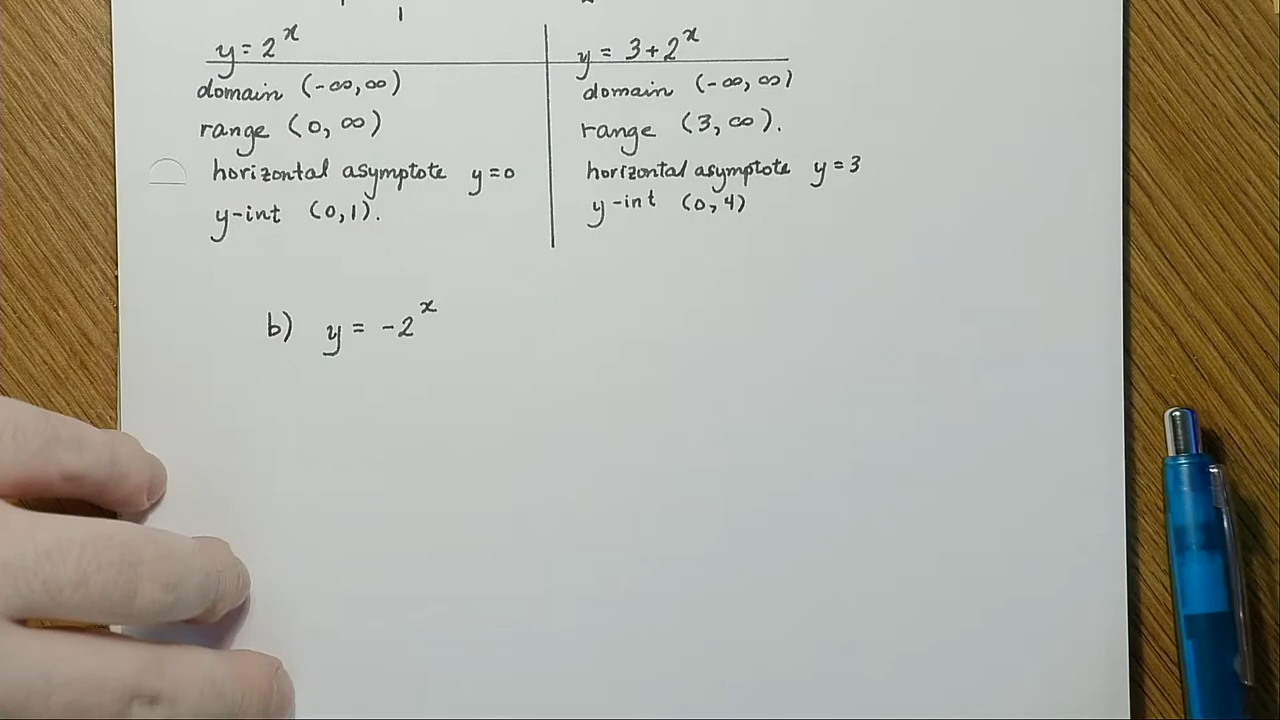 y = 2^x
domain (-∞, ∞)
range (0, ∞)
horizontal asymptote y=0
y-int (0,1).
y = 3+2^x
domain (-∞, ∞)
range (3, ∞).
horizontal asymptote y=3
y-int (0,4)
b) y = -2^x